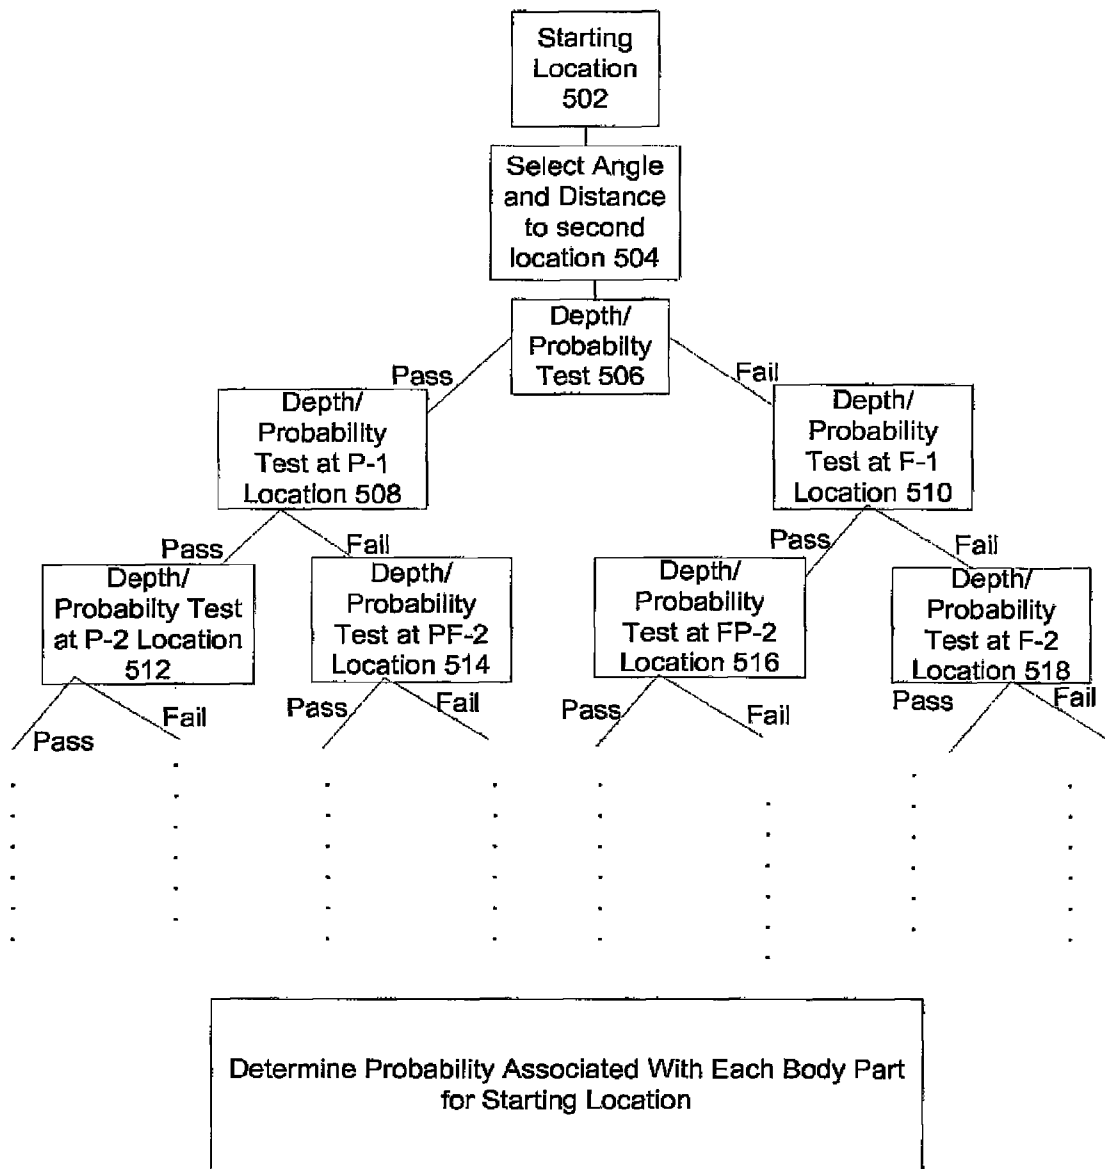 Starting
Location
502
Select Angle
and Distance
to second
location 504
Depth/
Probabilty
Test 506
Pass
Fail
Depth/
Probability
Test at P-1
Location 508
Depth/
Probability
Test at F-1
Location 510
Pass
Fail
Pass
Fail
Depth/
Probabilty Test
at P-2 Location
512
Depth/
Probability
Test at PF-2
Location 514
Depth/
Probability
Test at FP-2
Location 516
Depth/
Probability
Test at F-2
Location 518
Pass
Fail
Pass
Fail
Pass
Fail
Pass
Fail
Determine Probability Associated With Each Body Part
for Starting Location